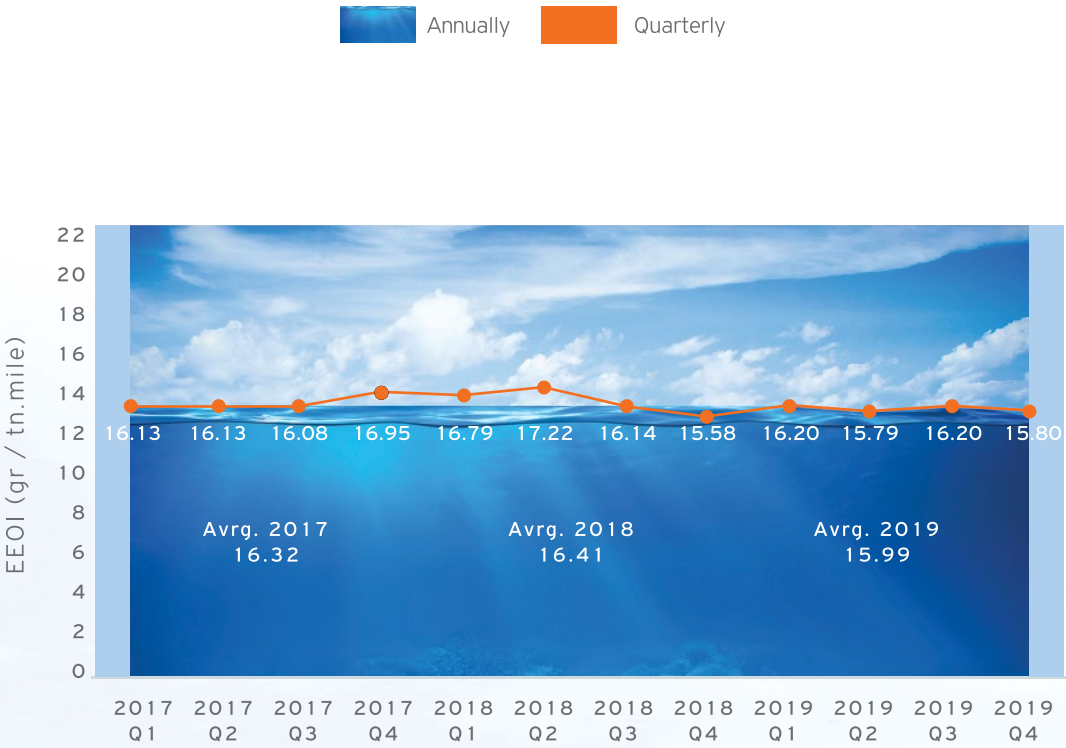 Annually Quarterly
EEOI (gr / tn.mile)
22
20
18
16
14
12
10
8
6
4
2
0
16.13 16.13 16.08 16.95 16.79 17.22 16.14 15.58 16.20 15.79 16.20 15.80
Avrg. 2017 Avrg. 2018 Avrg. 2019
16.32 16.41 15.99
2017 2017 2017 2017 2018 2018 2018 2018 2019 2019 2019 2019
Q1 Q2 Q3 Q4 Q1 Q2 Q3 Q4 Q1 Q2 Q3 Q4